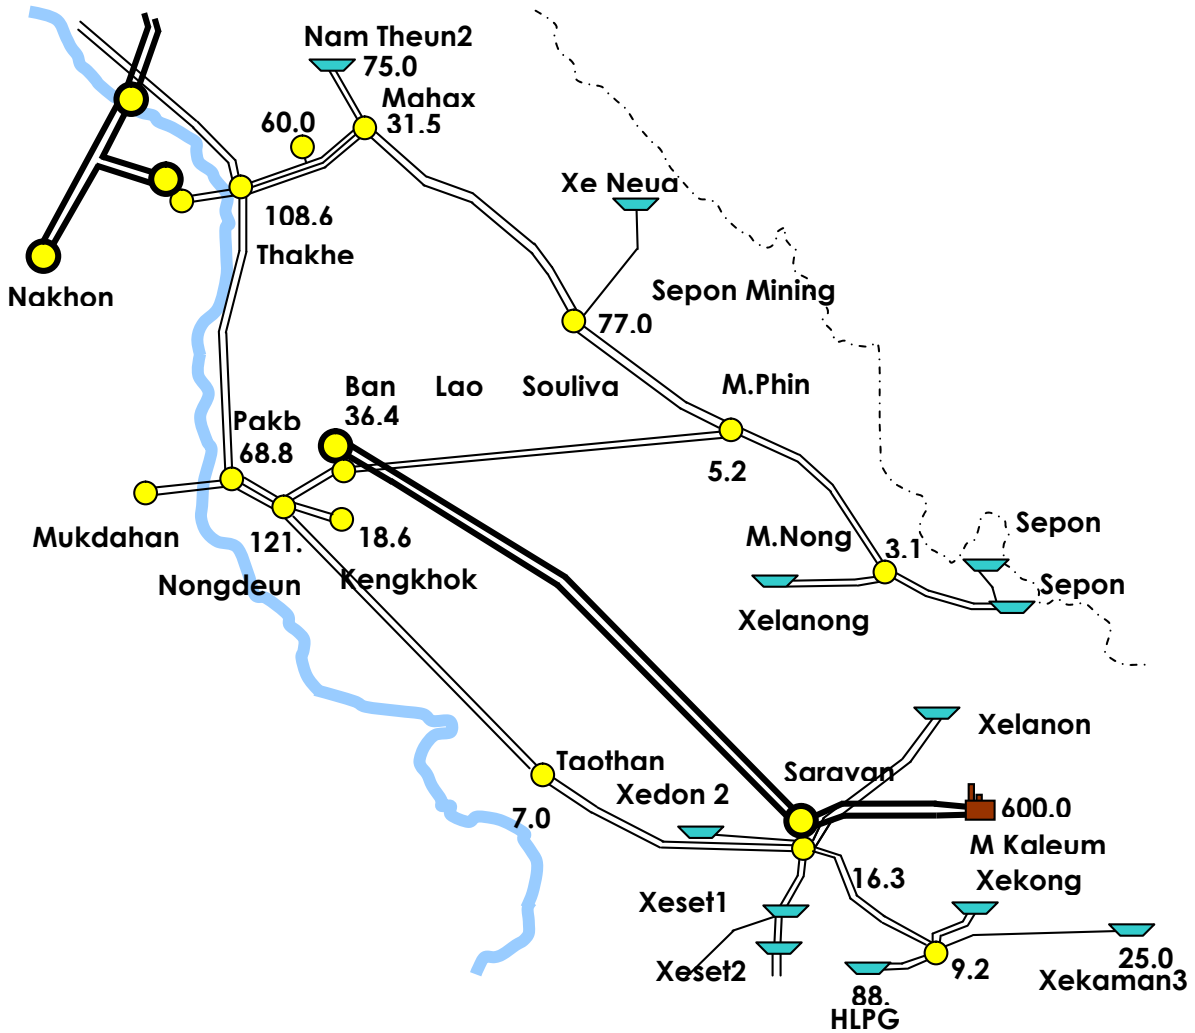 Nam Theun2
75.0
Mahax
31.5
60.0
Xe Neua
108.6
Thakhe
Nakhon
Sepon Mining
77.0
Ban Lao Souliva
36.4
M.Phin
Pakb
68.8
5.2
Mukdahan
121.
18.6
Nongdeun
Kengkhok
M.Nong
3.1
Sepon
Sepon
Xelanong
Xelanon
Taothan
Saravan
Xedon 2
7.0
600.0
M Kaleum
16.3
Xekong
Xeset1
Xeset2
9.2
25.0
Xekaman3
88.
HLPG